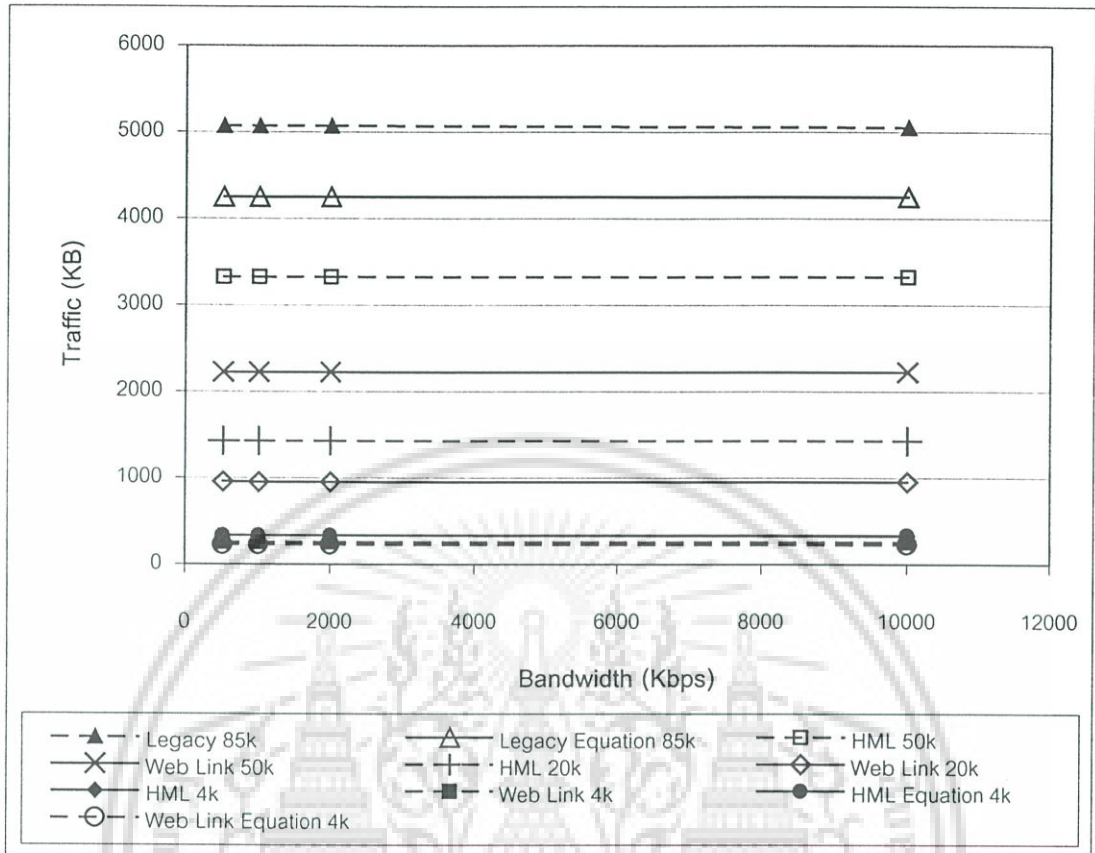 6000
5000
4000
3000
2000
1000
0
Traffic (KB)
0 2000 4000 6000 8000 10000 12000
Bandwidth (Kbps)
Legacy 85k Legacy Equation 85k HML 50k
Web Link 50k HML 20k Web Link 20k
HML 4k Web Link 4k HML Equation 4k
Web Link Equation 4k